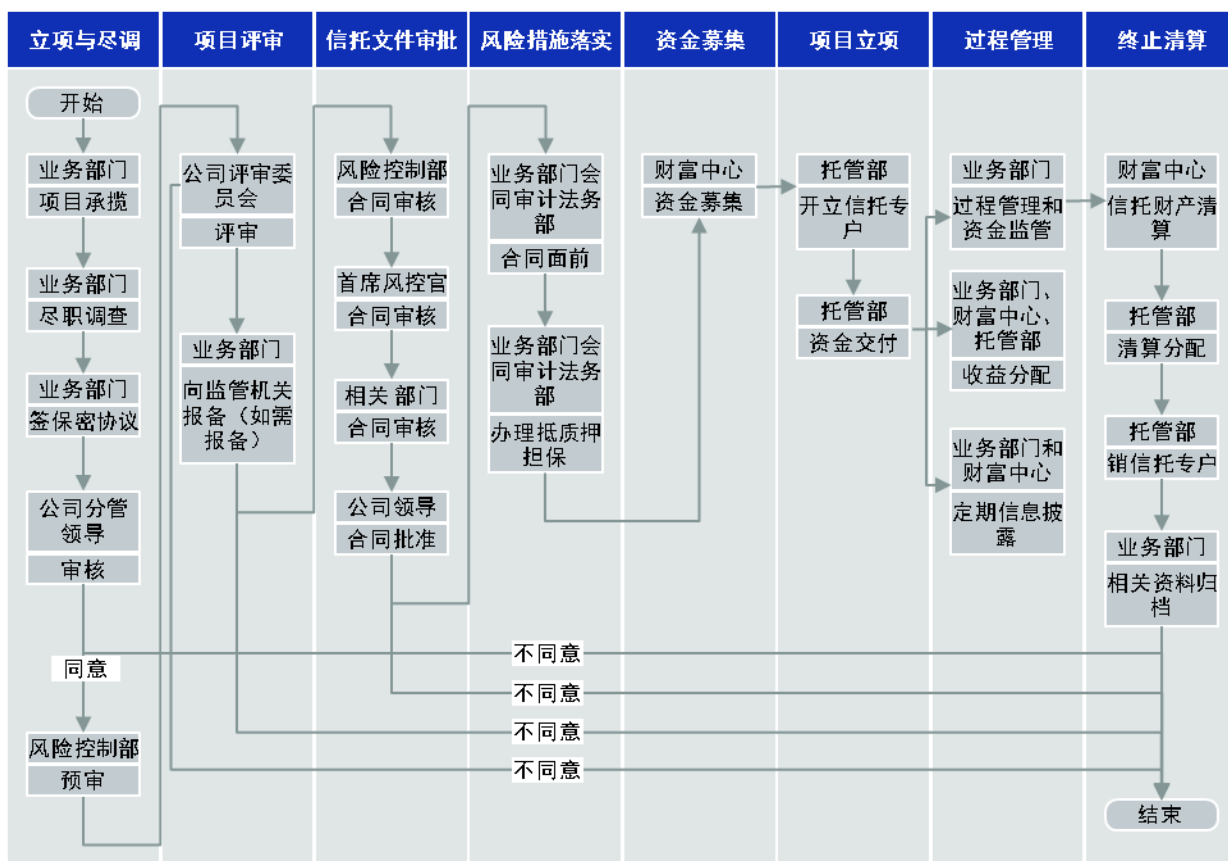 立项与尽调
项目评审
信托文件审批
风险措施落实
资金募集
项目立项
过程管理
终止清算
开始
业务部门
项目承揽
业务部门
尽职调查
业务部门
签保密协议
公司分管
领导
审核
同意
风险控制部
预审
公司评审委
员会
评审
业务部门
向监管机关
报备（如需
报备）
风险控制部
合同审核
首席风控官
合同审核
相关部门
合同审核
公司领导
合同批准
业务部门会
同审计法务
部
合同面前
业务部门会
同审计法务
部
办理抵质押
担保
财富中心
资金募集
托管部
开立信托专
户
托管部
资金交付
业务部门
过程管理和
资金监管
业务部门、
财富中心、
托管部
收益分配
业务部门和
财富中心
定期信息披
露
财富中心
信托财产清
算
托管部
清算分配
托管部
销信托专户
业务部门
相关资料归
档
不同意
不同意
不同意
不同意
结束